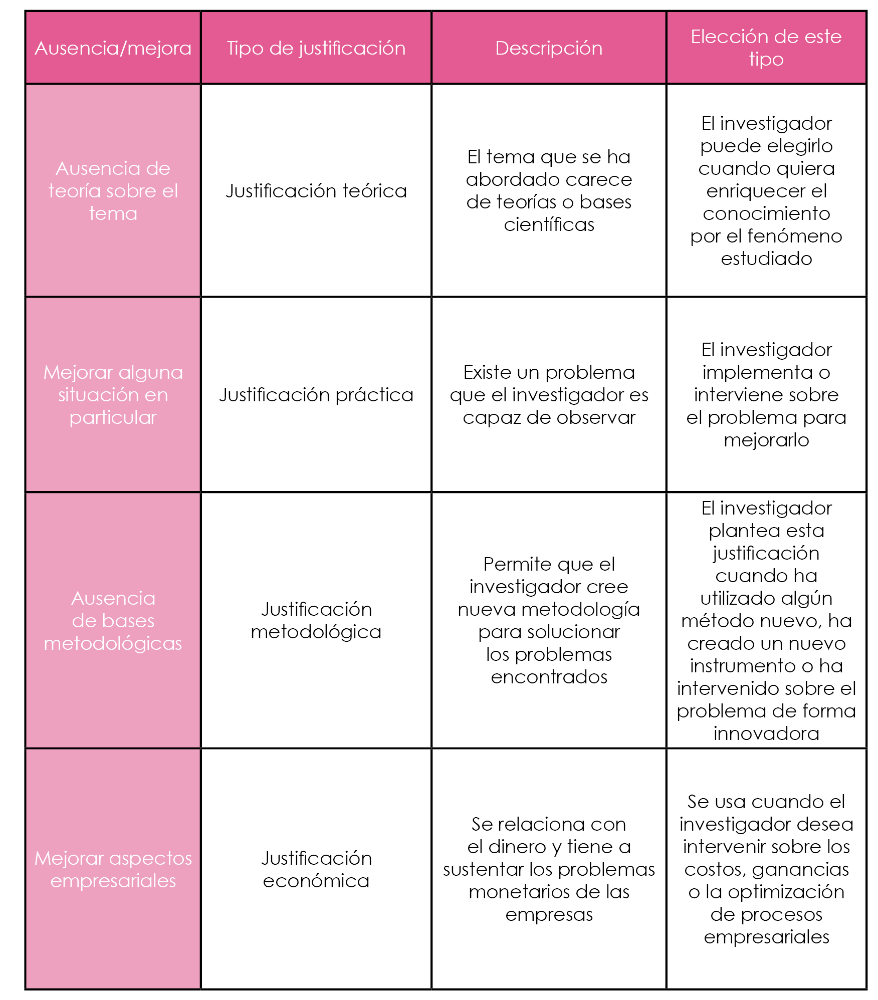 Ausencia/mejora
Tipo de justificación
Descripción
Elección de este
tipo
Ausencia de
teoría sobre el
tema
Justificación teórica
El tema que se ha
abordado carece
de teorías o bases
científicas
El investigador
puede elegirlo
cuando quiera
enriquecer el
conocimiento
por el fenómeno
estudiado
Mejorar alguna
situación en
particular
Justificación práctica
Existe un problema
que el investigador es
capaz de observar
El investigador
implementa o
interviene sobre
el problema para
mejorarlo
Ausencia
de bases
metodológicas
Justificación
metodológica
Permite que el
investigador cree
nueva metodología
para solucionar
los problemas
encontrados
El investigador
plantea esta
justificación
cuando ha
utilizado algún
método nuevo, ha
creado un nuevo
instrumento o ha
intervenido sobre el
problema de forma
innovadora
Mejorar aspectos
empresariales
Justificación
económica
Se relaciona con
el dinero y tiene a
sustentar los problemas
monetarios de las
empresas
Se usa cuando el
investigador desea
intervenir sobre los
costos, ganancias
o la optimización
de procesos
empresariales